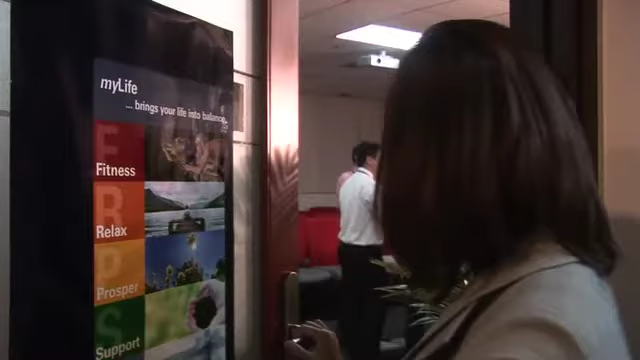 myLife
... brings your life into balance
F
Fitness
R
Relax
P
Prosper
S
Support